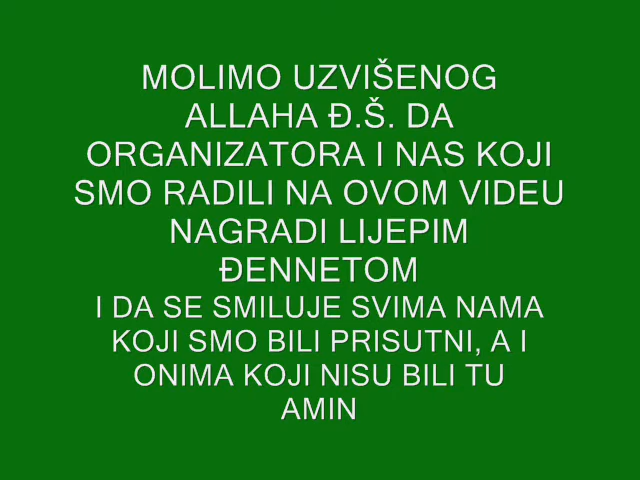 MOLIMO UZVIŠENOG
ALLAHA Đ.Š. DA
ORGANIZATORA I NAS KOJI
SMO RADILI NA OVOM VIDEU
NAGRADI LIJEPIM
ĐENNETOM
I DA SE SMILUJE SVIMA NAMA
KOJI SMO BILI PRISUTNI, A I
ONIMA KOJI NISU BILI TU
AMIN